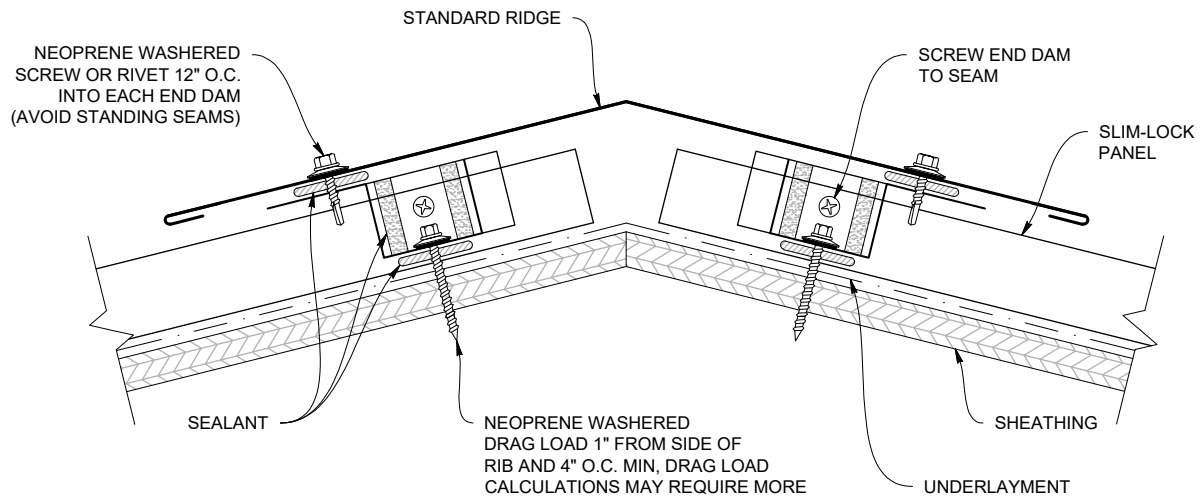 STANDARD RIDGE
NEOPRENE WASHERED
SCREW OR RIVET 12" O.C.
INTO EACH END DAM
(AVOID STANDING SEAMS)
SCREW END DAM
TO SEAM
SLIM-LOCK
PANEL
SEALANT
NEOPRENE WASHERED
DRAG LOAD 1" FROM SIDE OF
RIB AND 4" O.C. MIN, DRAG LOAD
CALCULATIONS MAY REQUIRE MORE
SHEATHING
UNDERLAYMENT